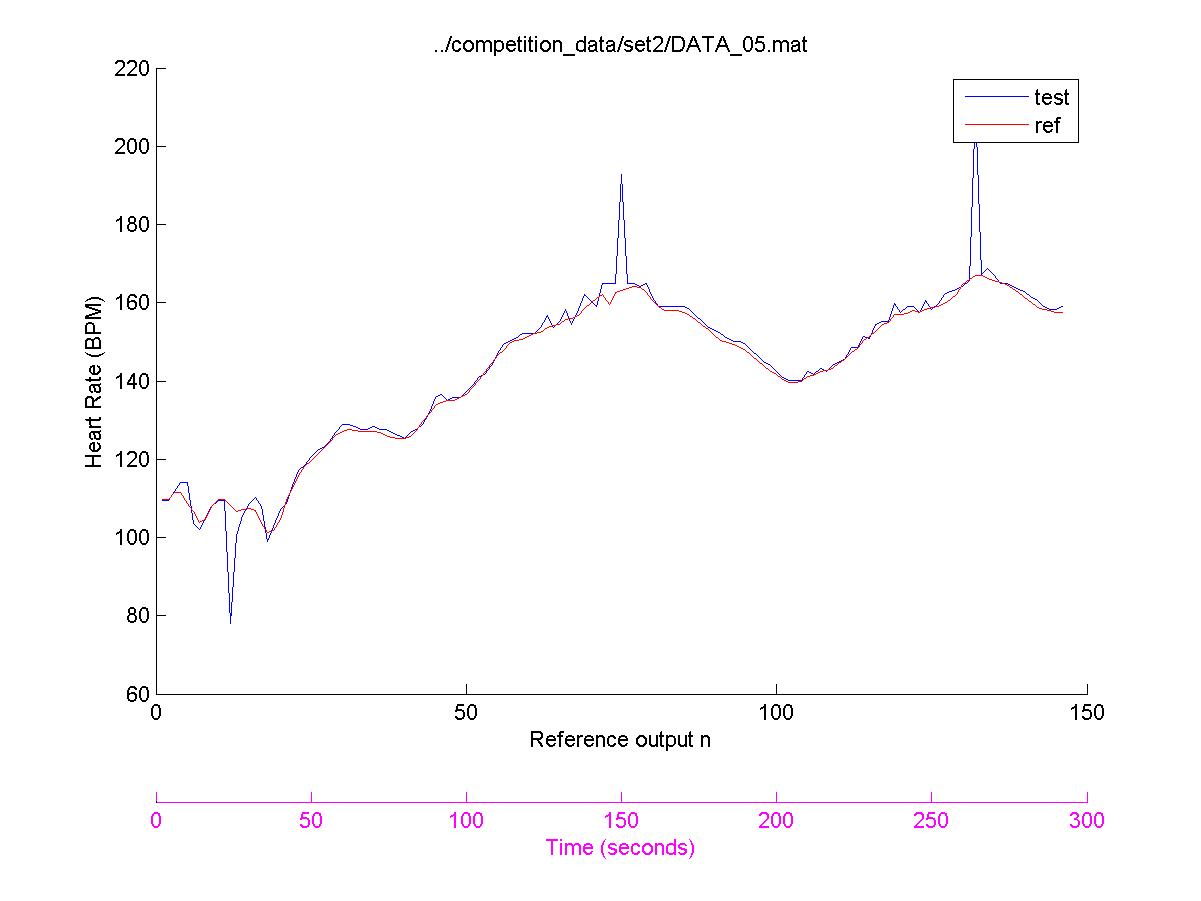 ../competition_data/set2/DATA_05.mat
220
200
180
160
140
120
100
80
60
Heart Rate (BPM)
test
ref
0 50 100 150
Reference output n
0 50 100 150 200 250 300
Time (seconds)